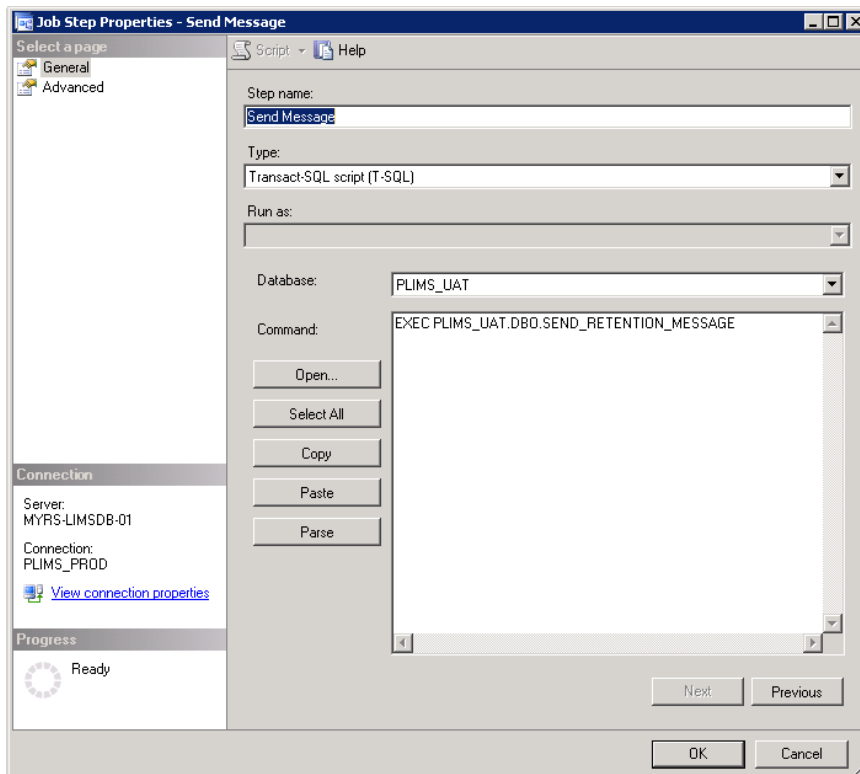 Job Step Properties - Send Message
Select a page
General
Advanced
Script
Help
Step name:
Send Message
Type:
Transact-SQL script (T-SQL)
Run as:
Database:
PLIMS_UAT
Command:
EXEC PLIMS_UAT.DBO.SEND_RETENTION_MESSAGE
Open...
Select All
Copy
Paste
Parse
Connection
Server:
MYRS-LIMSDB-01
Connection:
PLIMS_PROD
View connection properties
Progress
Ready
Next
Previous
OK
Cancel